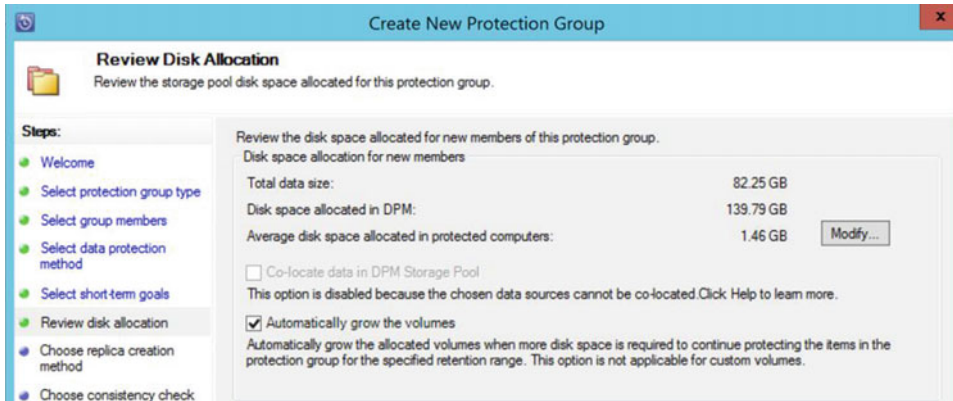 Create New Protection Group
x
Review Disk Allocation
Review the storage pool disk space allocated for this protection group.
Steps:
Welcome
Select protection group type
Select group members
Select data protection
method
Select short-term goals
Review disk allocation
Choose replica creation
method
Choose consistency check
Review the disk space allocated for new members of this protection group.
Disk space allocation for new members
Total data size: 82.25 GB
Disk space allocated in DPM: 139.79 GB
Average disk space allocated in protected computers: 1.46 GB Modify...
Co-locate data in DPM Storage Pool
This option is disabled because the chosen data sources cannot be co-located.Click Help to learn more.
Automatically grow the volumes
Automatically grow the allocated volumes when more disk space is required to continue protecting the items in the
protection group for the specified retention range. This option is not applicable for custom volumes.